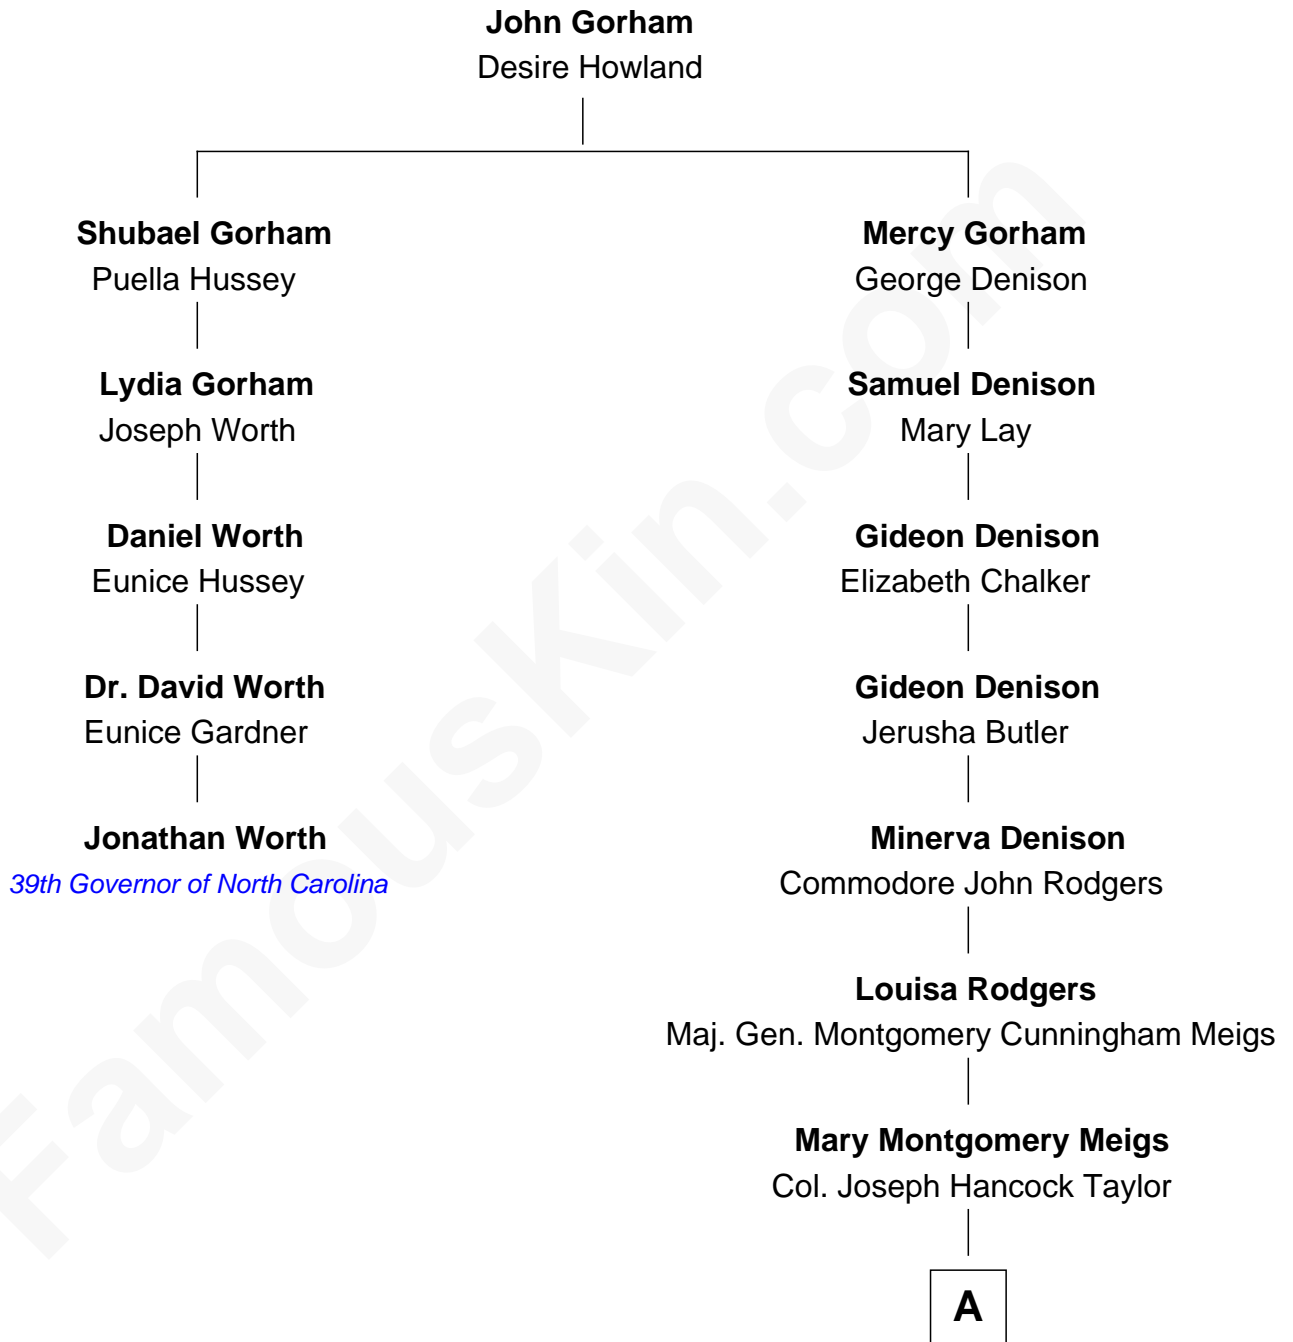 John Gorham
Desire Howland
Shubael Gorham
Puella Hussey
Mercy Gorham
George Denison
Lydia Gorham
Joseph Worth
Samuel Denison
Mary Lay
Daniel Worth
Eunice Hussey
Gideon Denison
Elizabeth Chalker
Dr. David Worth
Eunice Gardner
Gideon Denison
Jerusha Butler
Jonathan Worth
39th Governor of North Carolina
Minerva Denison
Commodore John Rodgers
Louisa Rodgers
Maj. Gen. Montgomery Cunningham Meigs
Mary Montgomery Meigs
Col. Joseph Hancock Taylor
A
FamousKin.com